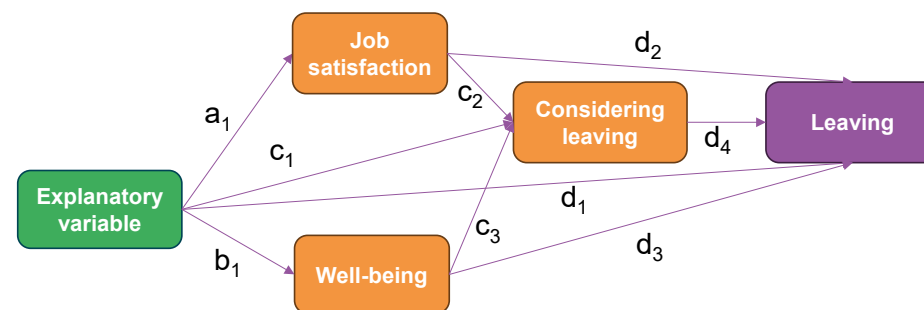 Job
satisfaction
d2
c2
Considering
leaving
Leaving
a1
c1
d4
Explanatory
variable
d1
c3
d3
b1
Well-being